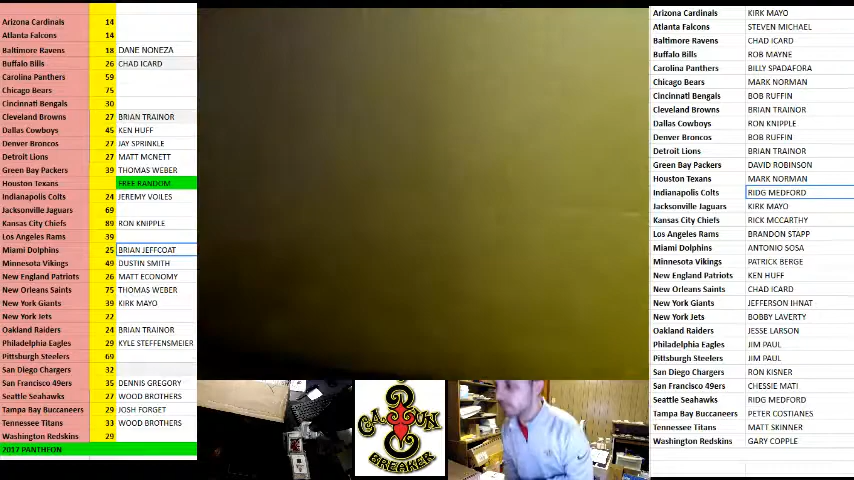 Arizona Cardinals 14
Atlanta Falcons 14
Baltimore Ravens 18 DANE NONEZA
Buffalo Bills 26 CHAD ICARD
Carolina Panthers 59
Chicago Bears 75
Cincinnati Bengals 30
Cleveland Browns 27 BRIAN TRAINOR
Dallas Cowboys 45 KEN HUFF
Denver Broncos 27 JAY SPRINKLE
Detroit Lions 27 MATT MCNETT
Green Bay Packers 39 THOMAS WEBER
Houston Texans FREE RANDOM
Indianapolis Colts 24 JEREMY VOILES
Jacksonville Jaguars 69
Kansas City Chiefs 89 RON KNIPPLE
Los Angeles Rams 39
Miami Dolphins 25 BRIAN JEFFCOAT
Minnesota Vikings 49 DUSTIN SMITH
New England Patriots 26 MATT ECONOMY
New Orleans Saints 75 THOMAS WEBER
New York Giants 39 KIRK MAYO
New York Jets 22
Oakland Raiders 24 BRIAN TRAINOR
Philadelphia Eagles 29 KYLE STEFFENSMEIER
Pittsburgh Steelers 69
San Diego Chargers 32
San Francisco 49ers 35 DENNIS GREGORY
Seattle Seahawks 27 WOOD BROTHERS
Tampa Bay Buccaneers 29 JOSH FORGET
Tennessee Titans 33 WOOD BROTHERS
Washington Redskins 29
2017 PANTHEON
CAJUN
BREAKER
Arizona Cardinals KIRK MAYO
Atlanta Falcons STEVEN MICHAEL
Baltimore Ravens CHAD ICARD
Buffalo Bills ROB MAYNE
Carolina Panthers BILLY SPADAFORA
Chicago Bears MARK NORMAN
Cincinnati Bengals BOB RUFFIN
Cleveland Browns BRIAN TRAINOR
Dallas Cowboys RON KNIPPLE
Denver Broncos BOB RUFFIN
Detroit Lions BRIAN TRAINOR
Green Bay Packers DAVID ROBINSON
Houston Texans MARK NORMAN
Indianapolis Colts RIDG MEDFORD
Jacksonville Jaguars KIRK MAYO
Kansas City Chiefs RICK MCCARTHY
Los Angeles Rams BRANDON STAPP
Miami Dolphins ANTONIO SOSA
Minnesota Vikings PATRICK BERGE
New England Patriots KEN HUFF
New Orleans Saints CHAD ICARD
New York Giants JEFFERSON IHNAT
New York Jets BOBBY LAVERTY
Oakland Raiders JESSE LARSON
Philadelphia Eagles JIM PAUL
Pittsburgh Steelers JIM PAUL
San Diego Chargers RON KISNER
San Francisco 49ers CHESSIE MATI
Seattle Seahawks RIDG MEDFORD
Tampa Bay Buccaneers PETER COSTIANES
Tennessee Titans MATT SKINNER
Washington Redskins GARY COPPLE